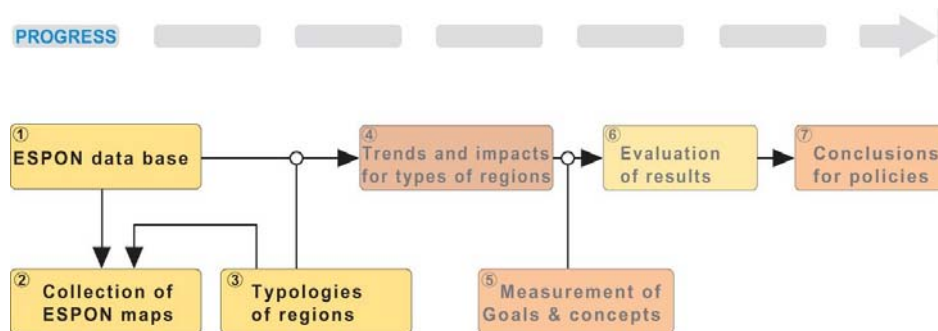 PROGRESS
① ESPON data base
④ Trends and impacts
for types of regions
⑥ Evaluation
of results
⑦ Conclusions
for policies
② Collection of
ESPON maps
③ Typologies
of regions
⑤ Measurement of
Goals & concepts